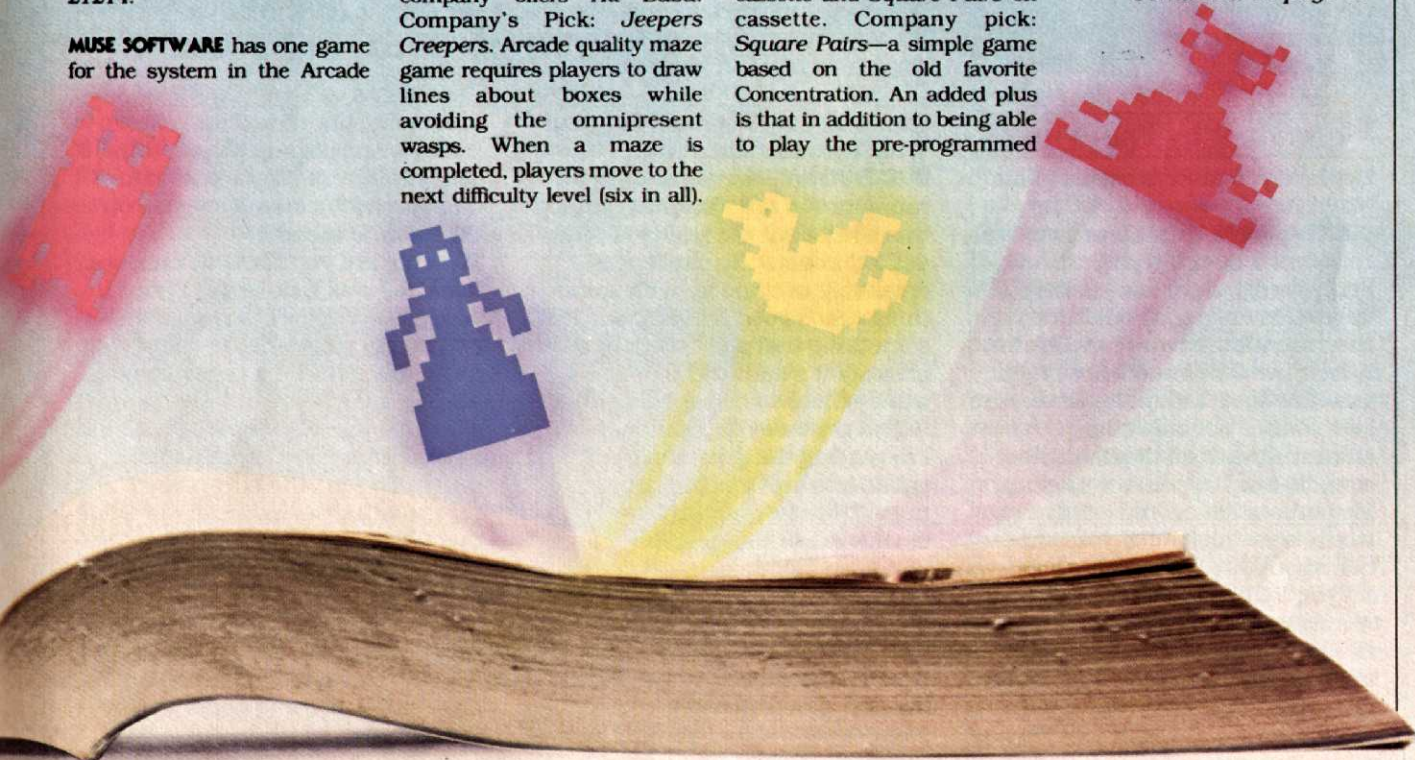 MUSE SOFTWARE has one game
for the system in the Arcade
Company's Pick: Jeepers
Creepers. Arcade quality maze
game requires players to draw
lines about boxes while
avoiding the omnipresent
wasps. When a maze is
completed, players move to the
next difficulty level (six in all).
cassette. Company pick:
Square Pairs—a simple game
based on the old favorite
Concentration. An added plus
is that in addition to being able
to play the pre-programmed